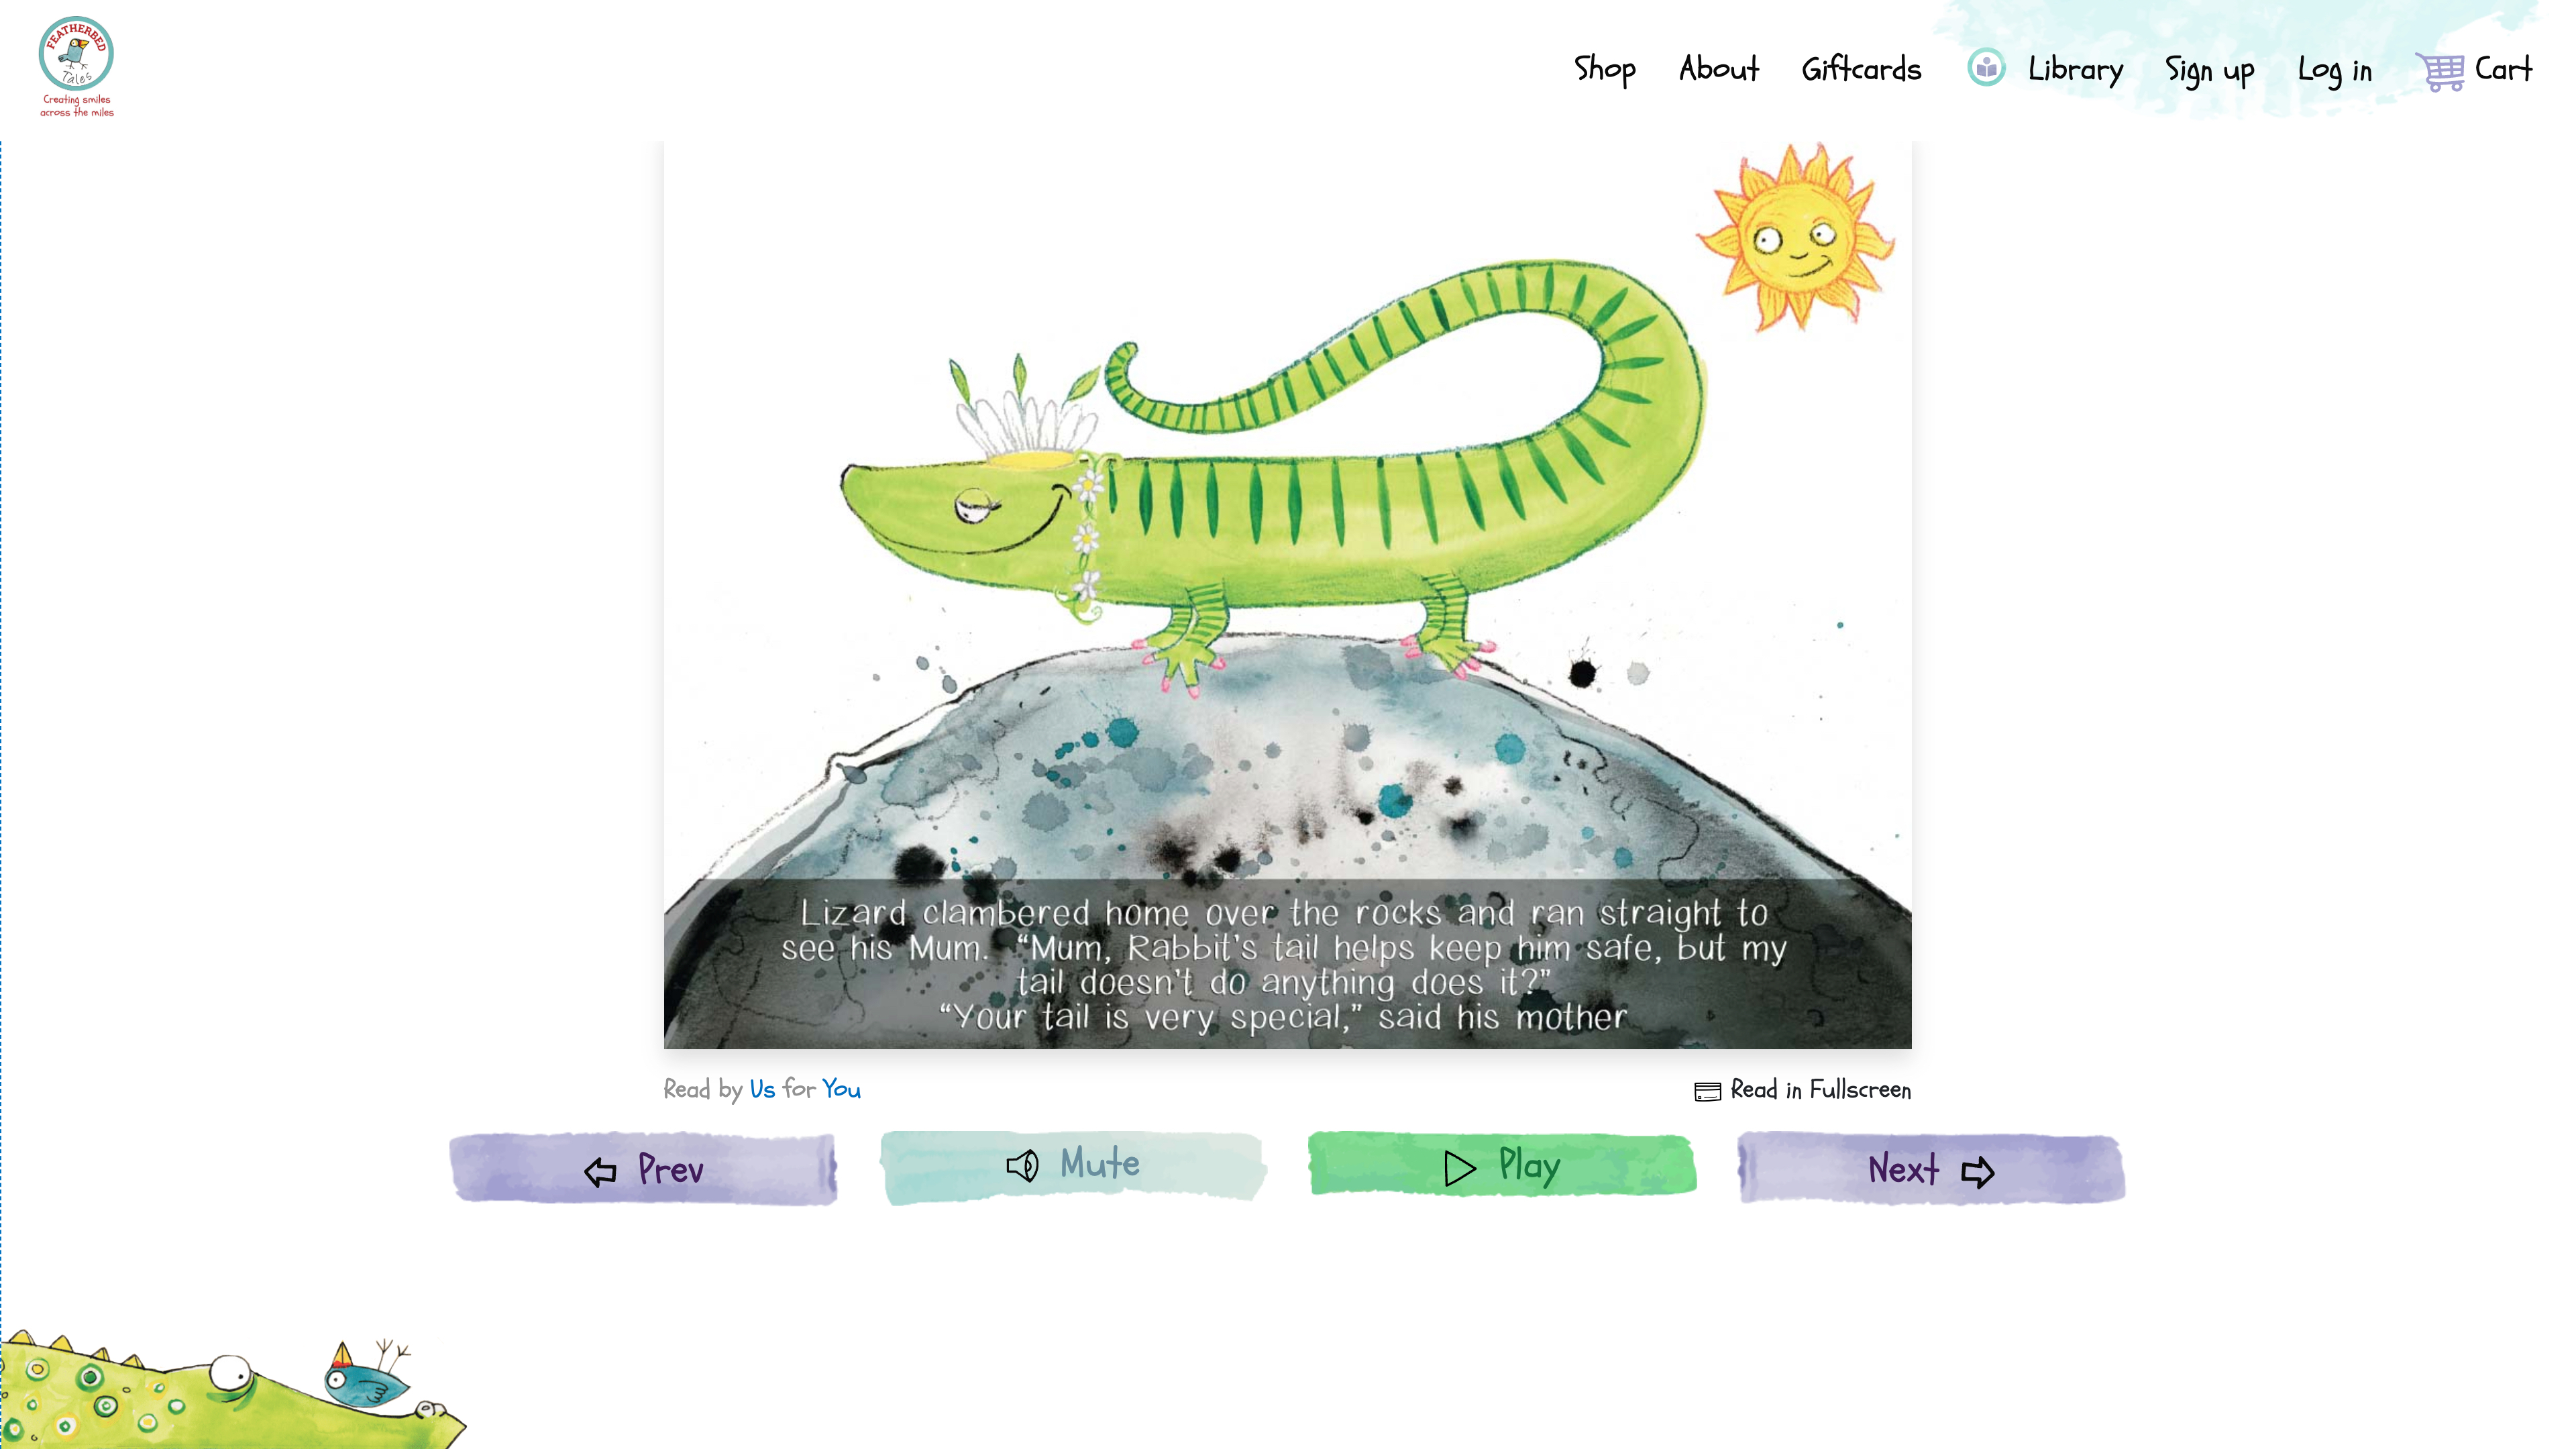 FEATHERBED
Tales
Creating smiles
across the miles
Shop About Giftcards Library Sign up Log in Cart
Lizard clambered home over the rocks and ran straight to
see his Mum. “Mum, Rabbit’s tail helps keep him safe, but my
tail doesn’t do anything does it?”
“Your tail is very special,” said his mother
Read by Us for You
Read in Fullscreen
Prev Mute Play Next